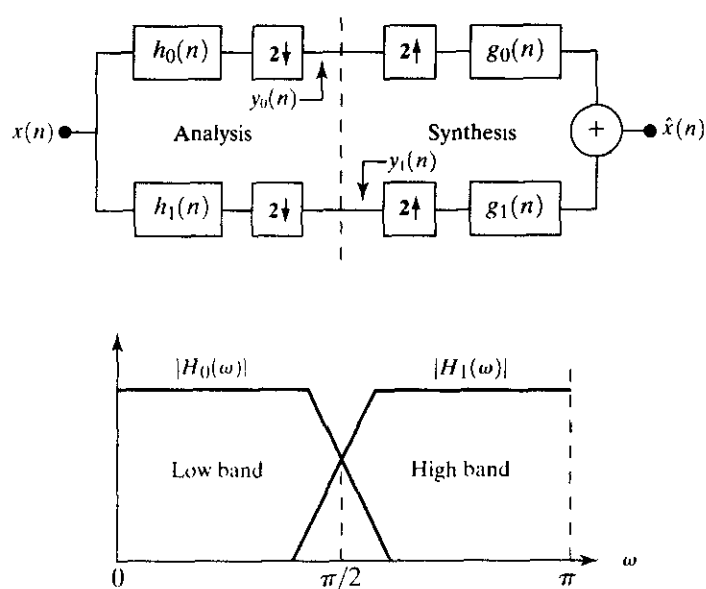 h₀(n) 2↓ 2↑ g₀(n)
y₀(n)
x(n) Analysis Synthesis + x̂(n)
y₁(n)
h₁(n) 2↓ 2↑ g₁(n)
|H₀(ω)| |H₁(ω)|
Low band High band
0 π/2 π ω